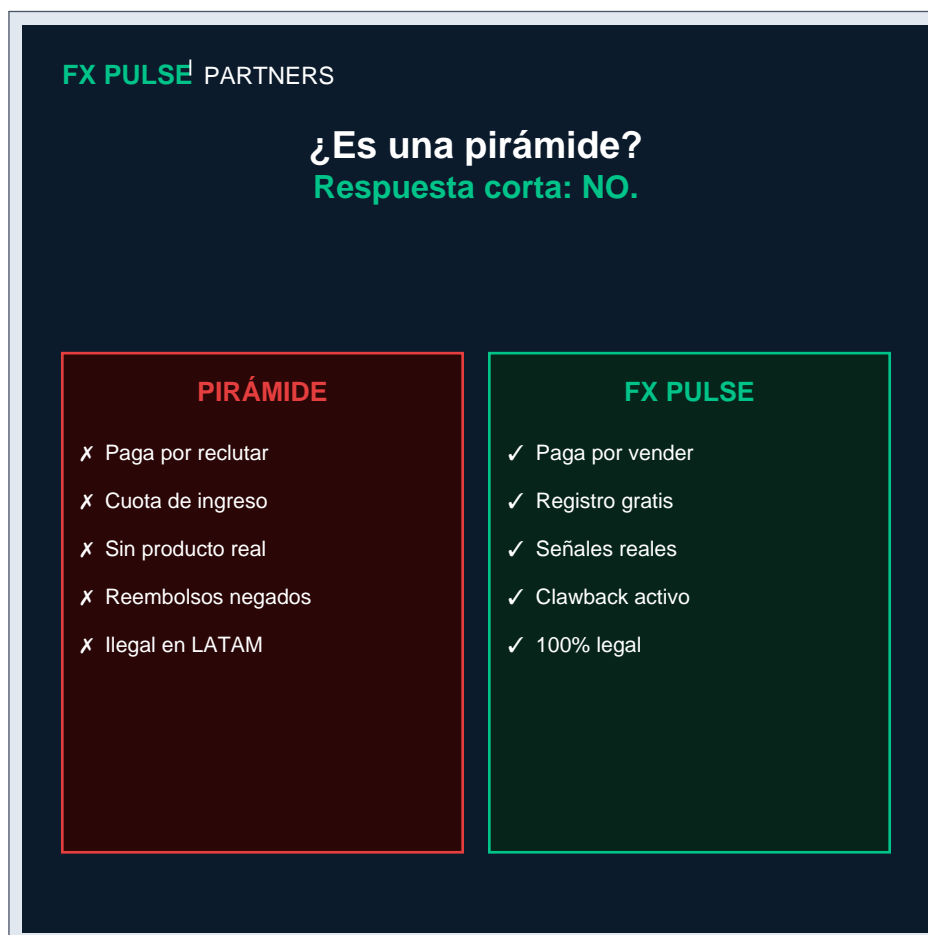 FX PULSE | PARTNERS
¿Es una pirámide?
Respuesta corta: NO.
PIRÁMIDE
✗ Paga por reclutar
✗ Cuota de ingreso
✗ Sin producto real
✗ Reembolsos negados
✗ Ilegal en LATAM
FX PULSE
✓ Paga por vender
✓ Registro gratis
✓ Señales reales
✓ Clawback activo
✓ 100% legal